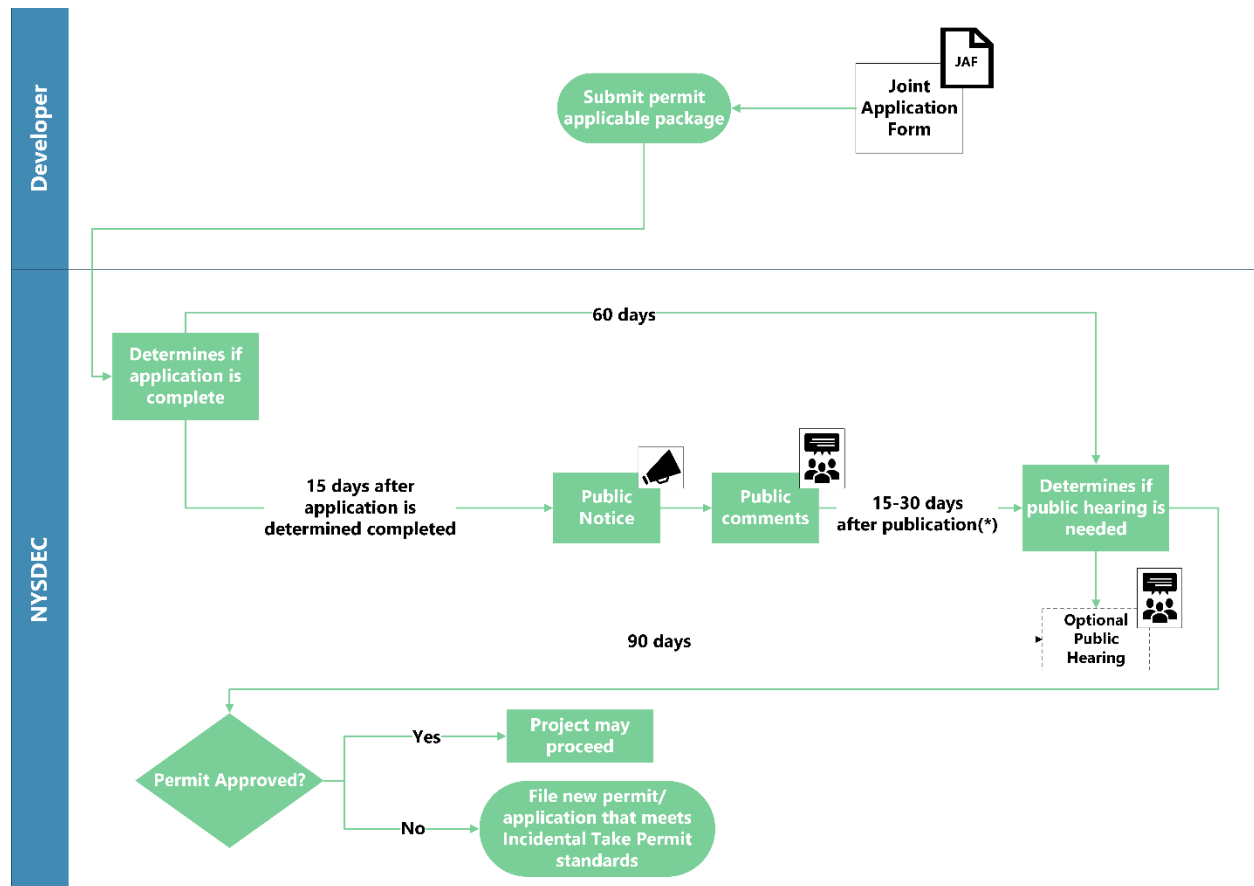 Developer
Submit permit
applicable package
JAF
Joint
Application
Form
NYSDEC
60 days
Determines if
application is
complete
15 days after
application is
determined completed
Public
Notice
Public
comments
15-30 days
after publication(*)
Determines if
public hearing is
needed
Optional
Public
Hearing
90 days
Permit Approved?
Yes
Project may
proceed
No
File new permit/
application that meets
Incidental Take Permit
standards